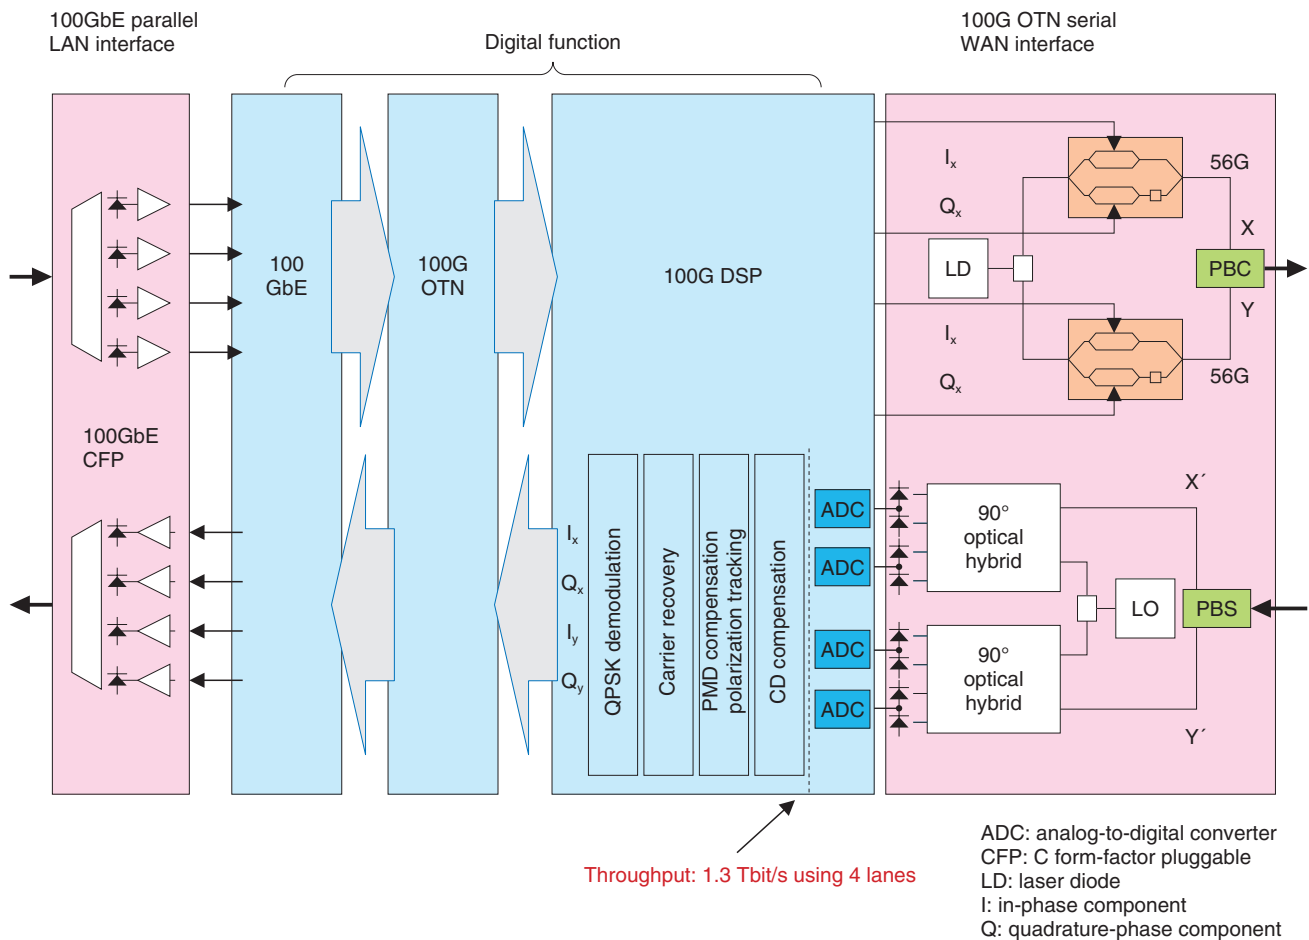 100GbE parallel
LAN interface
Digital function
100G OTN serial
WAN interface
100GbE
CFP
100
GbE
100G
OTN
100G DSP
Iₓ
Qₓ
Iₓ
Qₓ
LD
56G
X
PBC
Y
56G
Iₓ
Qₓ
I_y
Q_y
QPSK demodulation
Carrier recovery
PMD compensation
polarization tracking
CD compensation
ADC
ADC
ADC
ADC
90°
optical
hybrid
90°
optical
hybrid
X´
LO
PBS
Y´
Throughput: 1.3 Tbit/s using 4 lanes
ADC: analog-to-digital converter
CFP: C form-factor pluggable
LD: laser diode
I: in-phase component
Q: quadrature-phase component